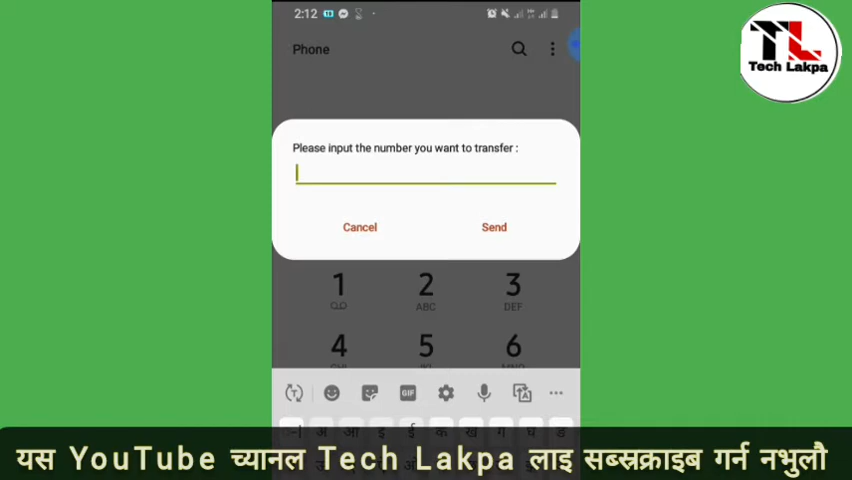 2:12
Phone
TL
Tech Lakpa
Please input the number you want to transfer :
Cancel
Send
1
2
3
ABC
DEF
4
5
6
GIF
अ आ इ ई क ख ग घ ङ
यस YouTube च्यानल Tech Lakpa लाइ सब्स्क्राइब गर्न नभुलौ